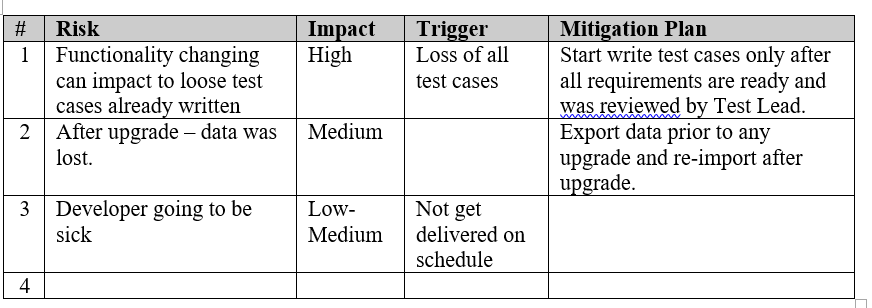 # Risk Impact Trigger Mitigation Plan
1 Functionality changing High Loss of all Start write test cases only after
can impact to loose test test cases all requirements are ready and
cases already written was reviewed by Test Lead.
2 After upgrade – data was Medium Export data prior to any
lost. upgrade and re-import after
upgrade.
3 Developer going to be Low- Not get
sick Medium delivered on
schedule
4